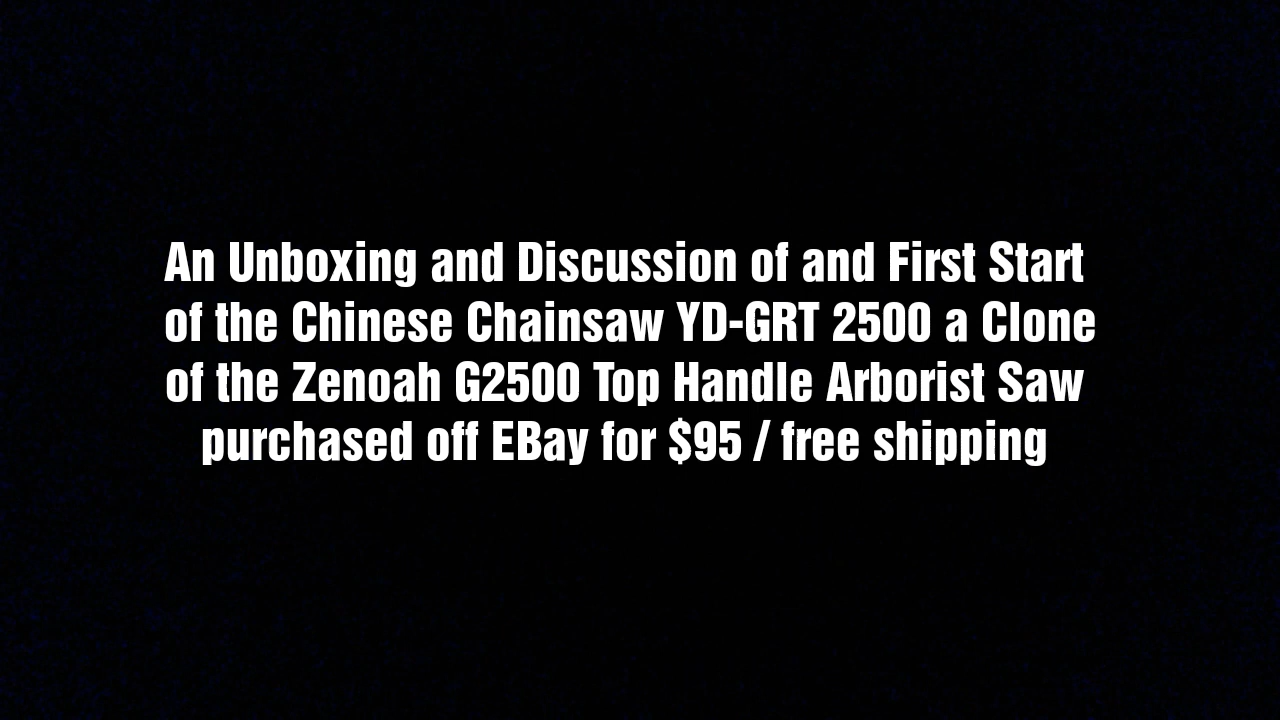 An Unboxing and Discussion of and First Start
of the Chinese Chainsaw YD-GRT 2500 a Clone
of the Zenoah G2500 Top Handle Arborist Saw
purchased off EBay for $95 / free shipping